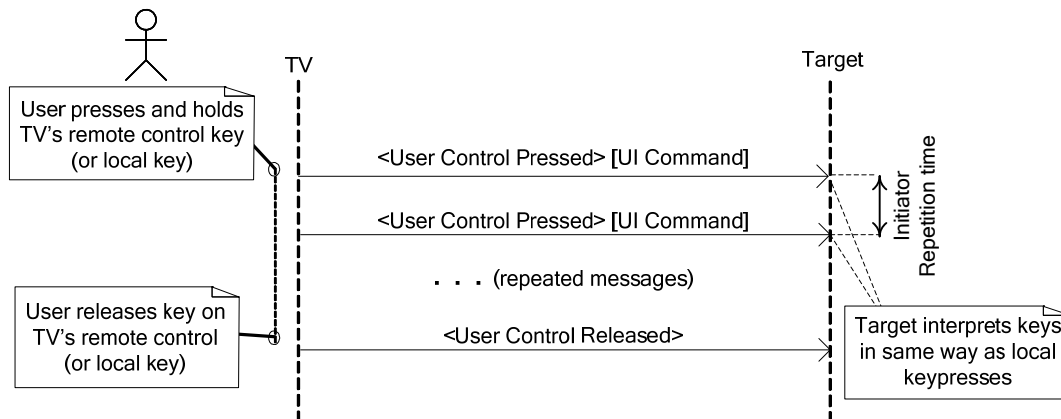 TV
Target
User presses and holds
TV's remote control key
(or local key)
<User Control Pressed> [UI Command]
Initiator
Repetition time
<User Control Pressed> [UI Command]
. . . (repeated messages)
User releases key on
TV's remote control
(or local key)
<User Control Released>
Target interprets keys
in same way as local
keypresses